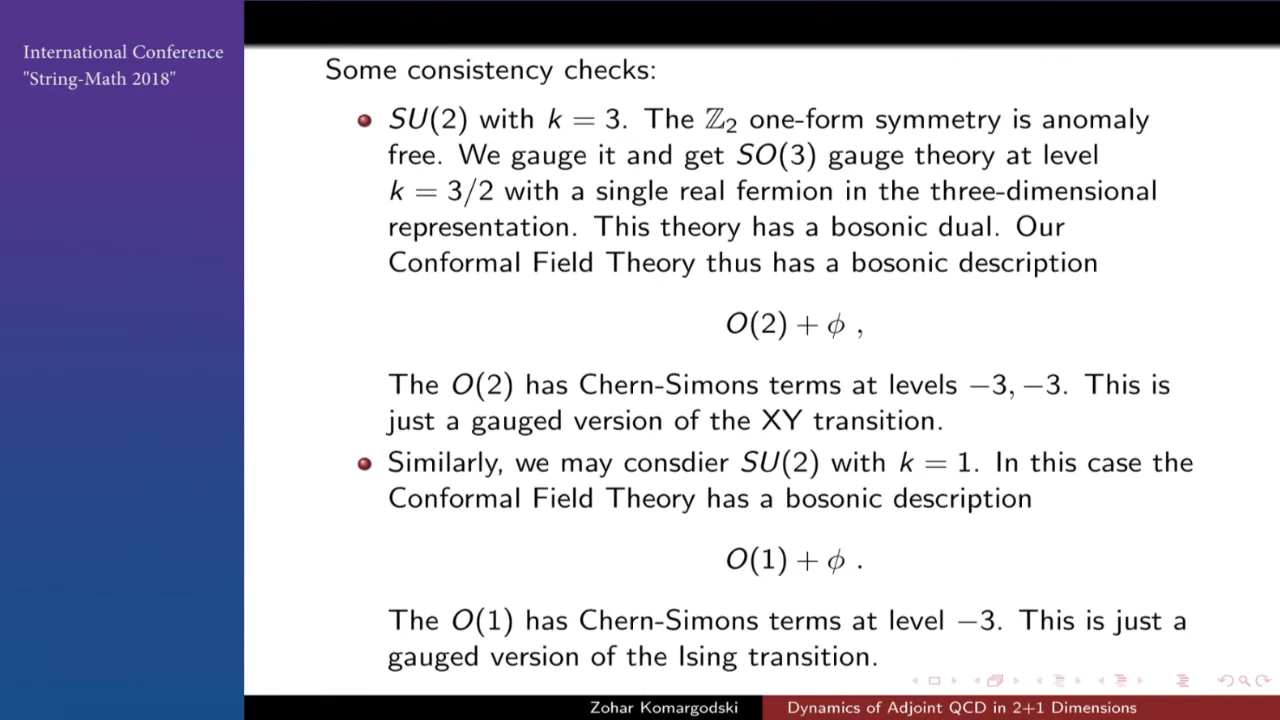 International Conference
"String-Math 2018"
Some consistency checks:
SU(2) with k = 3. The ℤ₂ one-form symmetry is anomaly
free. We gauge it and get SO(3) gauge theory at level
k = 3/2 with a single real fermion in the three-dimensional
representation. This theory has a bosonic dual. Our
Conformal Field Theory thus has a bosonic description
O(2) + ϕ ,
The O(2) has Chern-Simons terms at levels −3, −3. This is
just a gauged version of the XY transition.
Similarly, we may consdier SU(2) with k = 1. In this case the
Conformal Field Theory has a bosonic description
O(1) + ϕ .
The O(1) has Chern-Simons terms at level −3. This is just a
gauged version of the Ising transition.
Zohar Komargodski
Dynamics of Adjoint QCD in 2+1 Dimensions